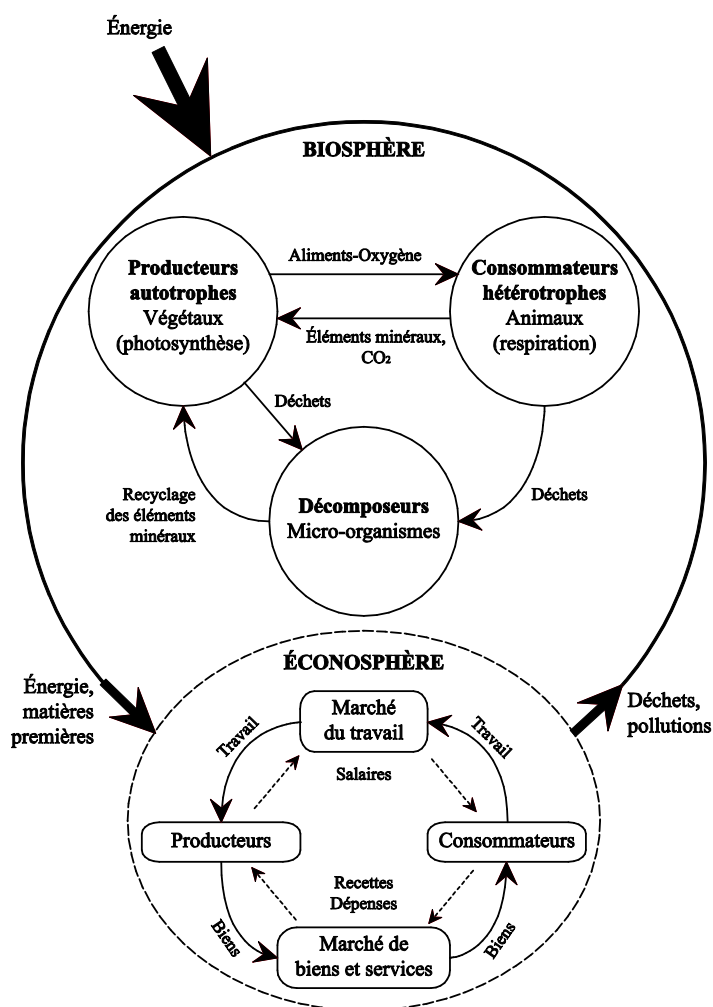 Énergie
BIOSPHÈRE
Producteurs
autotrophes
Végétaux
(photosynthèse)
Aliments-Oxygène
Consommateurs
hétérotrophes
Animaux
(respiration)
Éléments minéraux,
CO₂
Déchets
Recyclage
des éléments
minéraux
Décomposeurs
Micro-organismes
Déchets
ÉCONOSPHÈRE
Énergie,
matières
premières
Déchets,
pollutions
Marché
du travail
Travail
Travail
Salaires
Producteurs
Consommateurs
Recettes
Dépenses
Biens
Marché de
biens et services
Biens